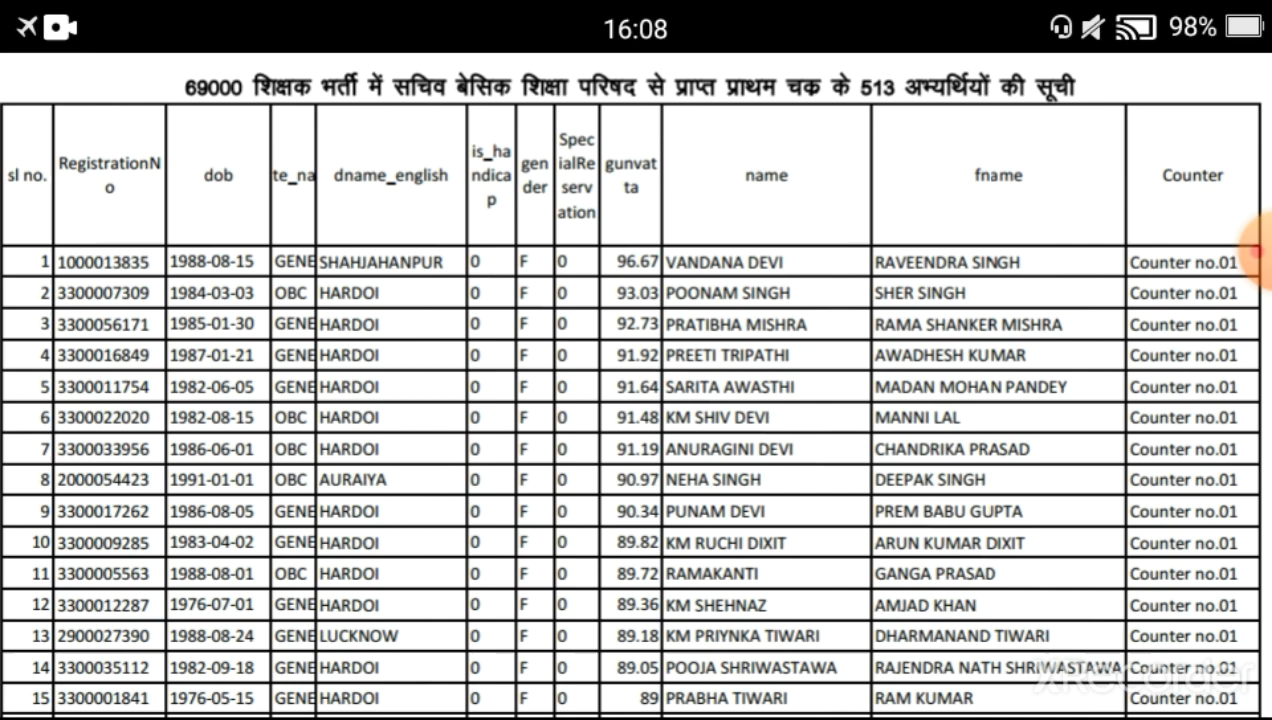 16:08
98%
69000 शिक्षक भर्ती में सचिव बेसिक शिक्षा परिषद से प्राप्त प्राथम चक्र के 513 अभ्यर्थियों की सूची
sl no. RegistrationNo dob te_na dname_english is_handicap gender SpecialReservation gunvatta name fname Counter
1 1000013835 1988-08-15 GENE SHAHJAHANPUR 0 F 0 96.67 VANDANA DEVI RAVEENDRA SINGH Counter no.01
2 3300007309 1984-03-03 OBC HARDOI 0 F 0 93.03 POONAM SINGH SHER SINGH Counter no.01
3 3300056171 1985-01-30 GENE HARDOI 0 F 0 92.73 PRATIBHA MISHRA RAMA SHANKER MISHRA Counter no.01
4 3300016849 1987-01-21 GENE HARDOI 0 F 0 91.92 PREETI TRIPATHI AWADHESH KUMAR Counter no.01
5 3300011754 1982-06-05 GENE HARDOI 0 F 0 91.64 SARITA AWASTHI MADAN MOHAN PANDEY Counter no.01
6 3300022020 1982-08-15 OBC HARDOI 0 F 0 91.48 KM SHIV DEVI MANNI LAL Counter no.01
7 3300033956 1986-06-01 OBC HARDOI 0 F 0 91.19 ANURAGINI DEVI CHANDRIKA PRASAD Counter no.01
8 2000054423 1991-01-01 OBC AURAIYA 0 F 0 90.97 NEHA SINGH DEEPAK SINGH Counter no.01
9 3300017262 1986-08-05 GENE HARDOI 0 F 0 90.34 PUNAM DEVI PREM BABU GUPTA Counter no.01
10 3300009285 1983-04-02 GENE HARDOI 0 F 0 89.82 KM RUCHI DIXIT ARUN KUMAR DIXIT Counter no.01
11 3300005563 1988-08-01 OBC HARDOI 0 F 0 89.72 RAMAKANTI GANGA PRASAD Counter no.01
12 3300012287 1976-07-01 GENE HARDOI 0 F 0 89.36 KM SHEHNAZ AMJAD KHAN Counter no.01
13 2900027390 1988-08-24 GENE LUCKNOW 0 F 0 89.18 KM PRIYNKA TIWARI DHARMANAND TIWARI Counter no.01
14 3300035112 1982-09-18 GENE HARDOI 0 F 0 89.05 POOJA SHRIWASTAWA RAJENDRA NATH SHRIWASTAWA Counter no.01
15 3300001841 1976-05-15 GENE HARDOI 0 F 0 89 PRABHA TIWARI RAM KUMAR Counter no.01
XRecorder